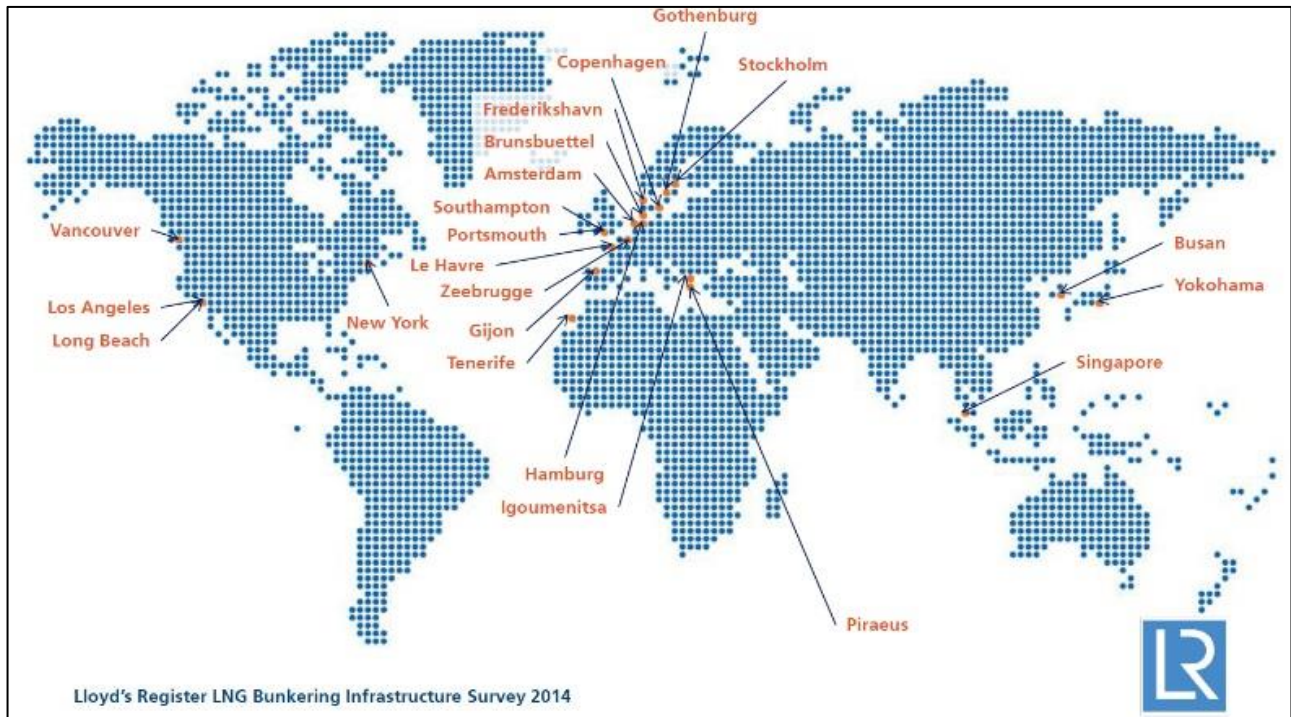 Gothenburg
Copenhagen
Stockholm
Frederikshavn
Brunsbuettel
Amsterdam
Southampton
Portsmouth
Vancouver
Le Havre
Busan
Zeebrugge
Yokohama
Los Angeles
New York
Gijon
Long Beach
Tenerife
Singapore
Hamburg
Igoumenitsa
Piraeus
Lloyd's Register LNG Bunkering Infrastructure Survey 2014
LR